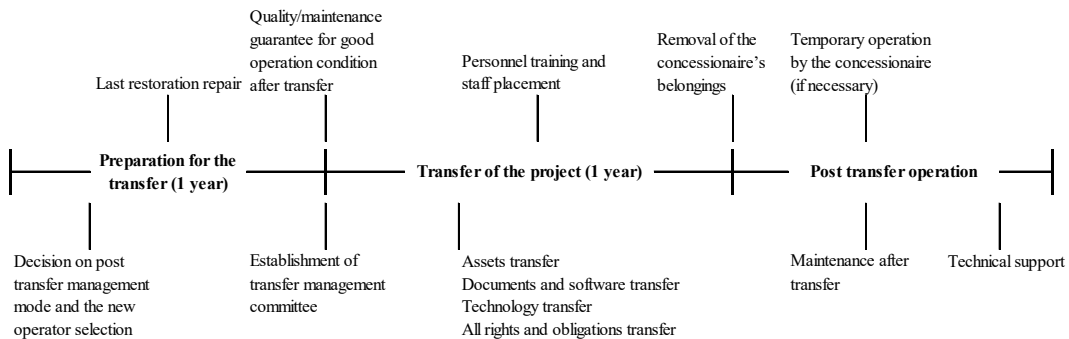 Quality/maintenance
guarantee for good
operation condition
after transfer
Last restoration repair
Personnel training and
staff placement
Removal of the
concessionaire's
belongings
Temporary operation
by the concessionaire
(if necessary)
Preparation for the
transfer (1 year)
Transfer of the project (1 year)
Post transfer operation
Decision on post
transfer management
mode and the new
operator selection
Establishment of
transfer management
committee
Assets transfer
Documents and software transfer
Technology transfer
All rights and obligations transfer
Maintenance after
transfer
Technical support